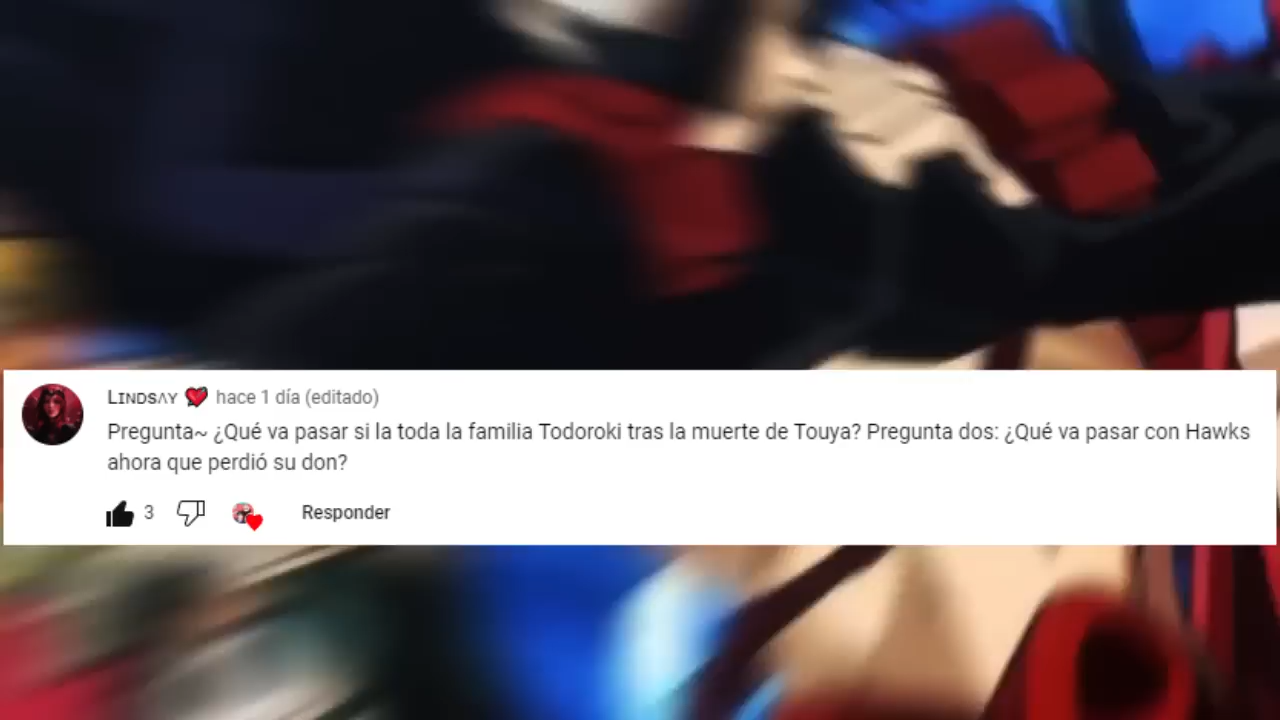 LINDSΛY hace 1 día (editado)
Pregunta~ ¿Qué va pasar si la toda la familia Todoroki tras la muerte de Touya? Pregunta dos: ¿Qué va pasar con Hawks
ahora que perdió su don?
3 Responder